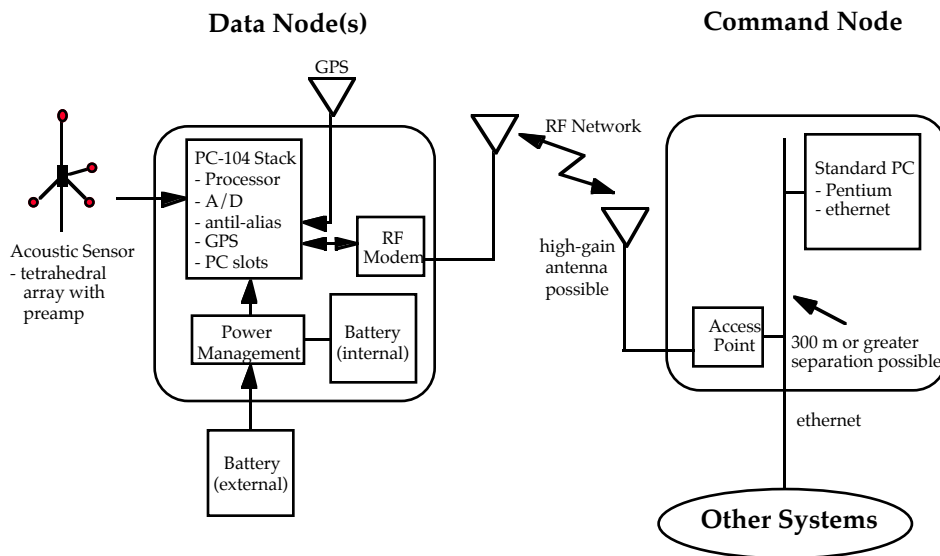 Data Node(s)
Command Node
GPS
RF Network
PC-104 Stack
- Processor
- A/D
- antil-alias
- GPS
- PC slots
Standard PC
- Pentium
- ethernet
Acoustic Sensor
- tetrahedral
array with
preamp
RF
Modem
high-gain
antenna
possible
Power
Management
Battery
(internal)
Access
Point
300 m or greater
separation possible
ethernet
Battery
(external)
Other Systems